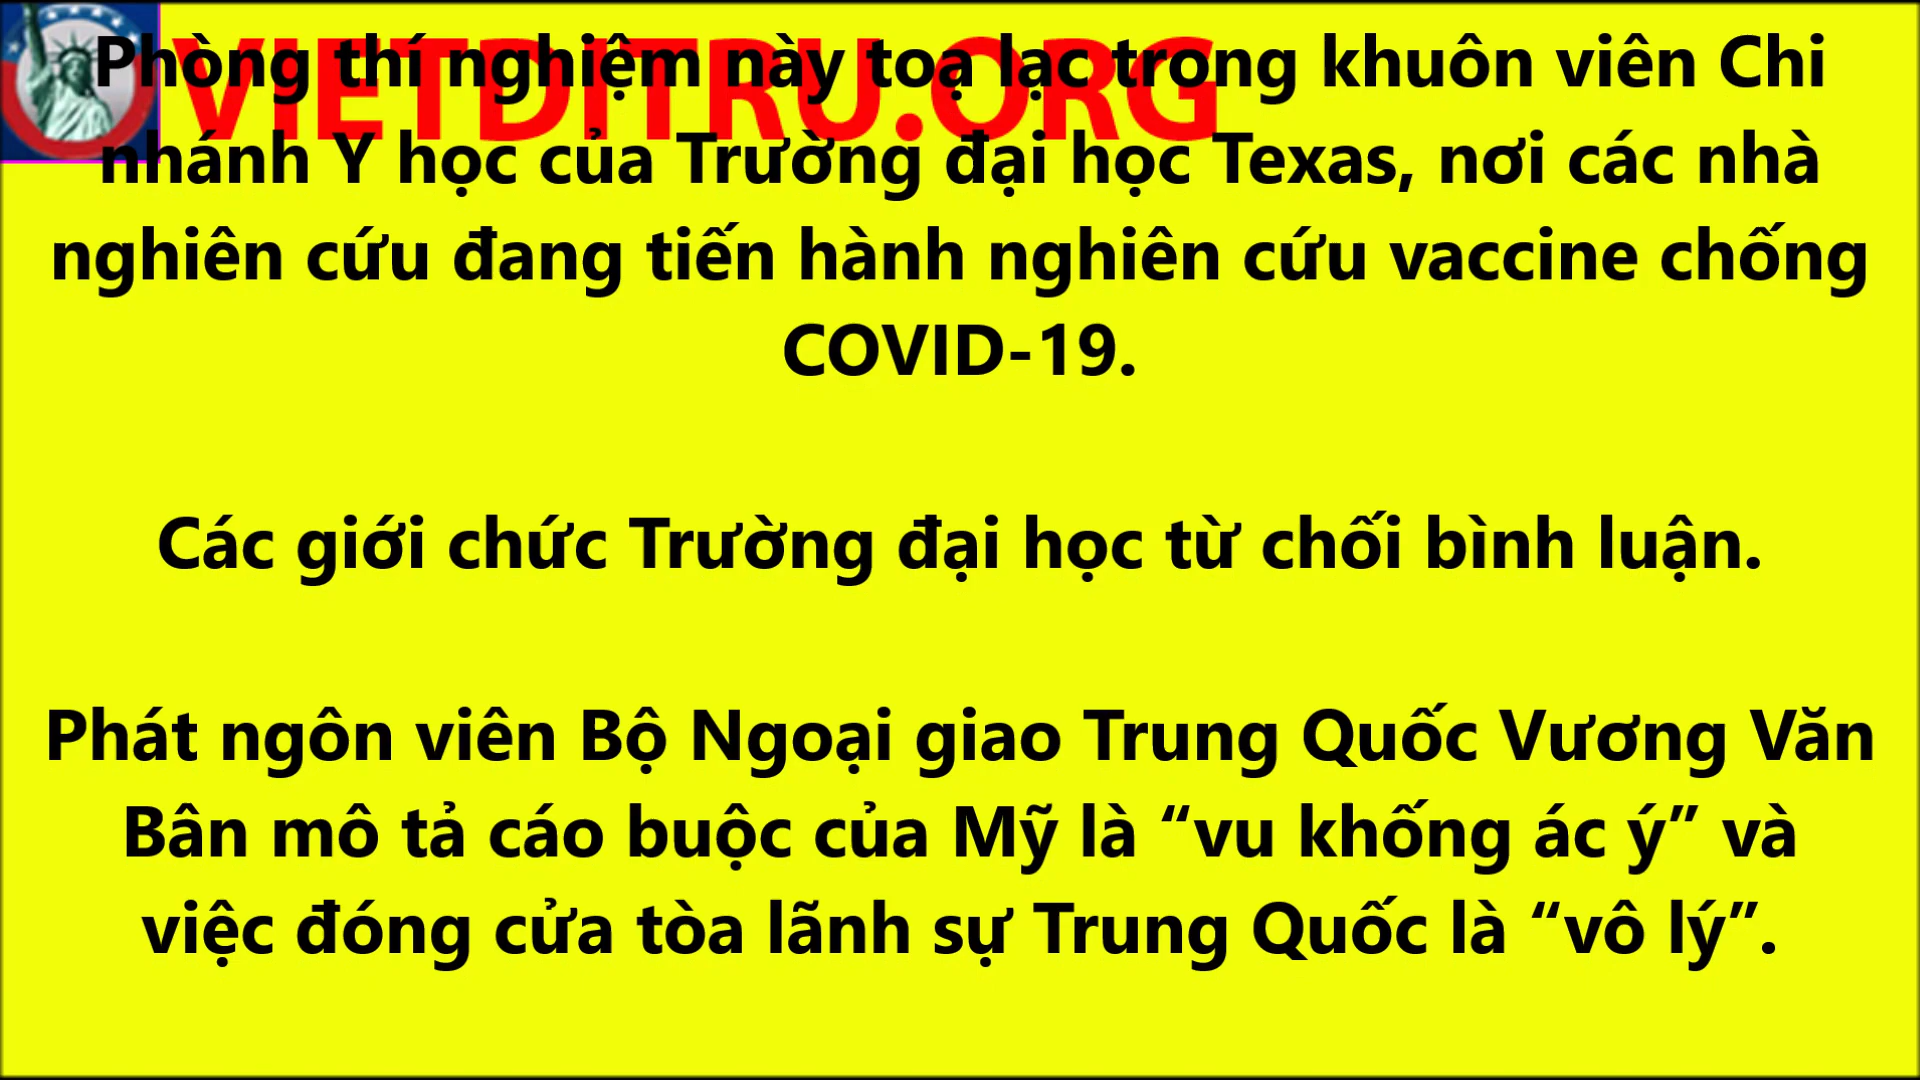 VIETDITRU.ORG
Phòng thí nghiệm này toạ lạc trong khuôn viên Chi
nhánh Y học của Trường đại học Texas, nơi các nhà
nghiên cứu đang tiến hành nghiên cứu vaccine chống
COVID-19.
Các giới chức Trường đại học từ chối bình luận.
Phát ngôn viên Bộ Ngoại giao Trung Quốc Vương Văn
Bân mô tả cáo buộc của Mỹ là “vu khống ác ý” và
việc đóng cửa tòa lãnh sự Trung Quốc là “vô lý”.